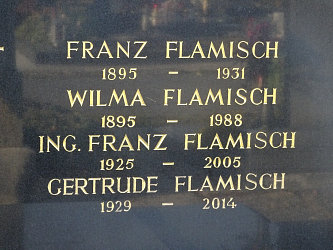 FRANZ FLAMISCH
1895 – 1931
WILMA FLAMISCH
1895 – 1988
ING. FRANZ FLAMISCH
1925 – 2005
GERTRUDE FLAMISCH
1929 – 2014